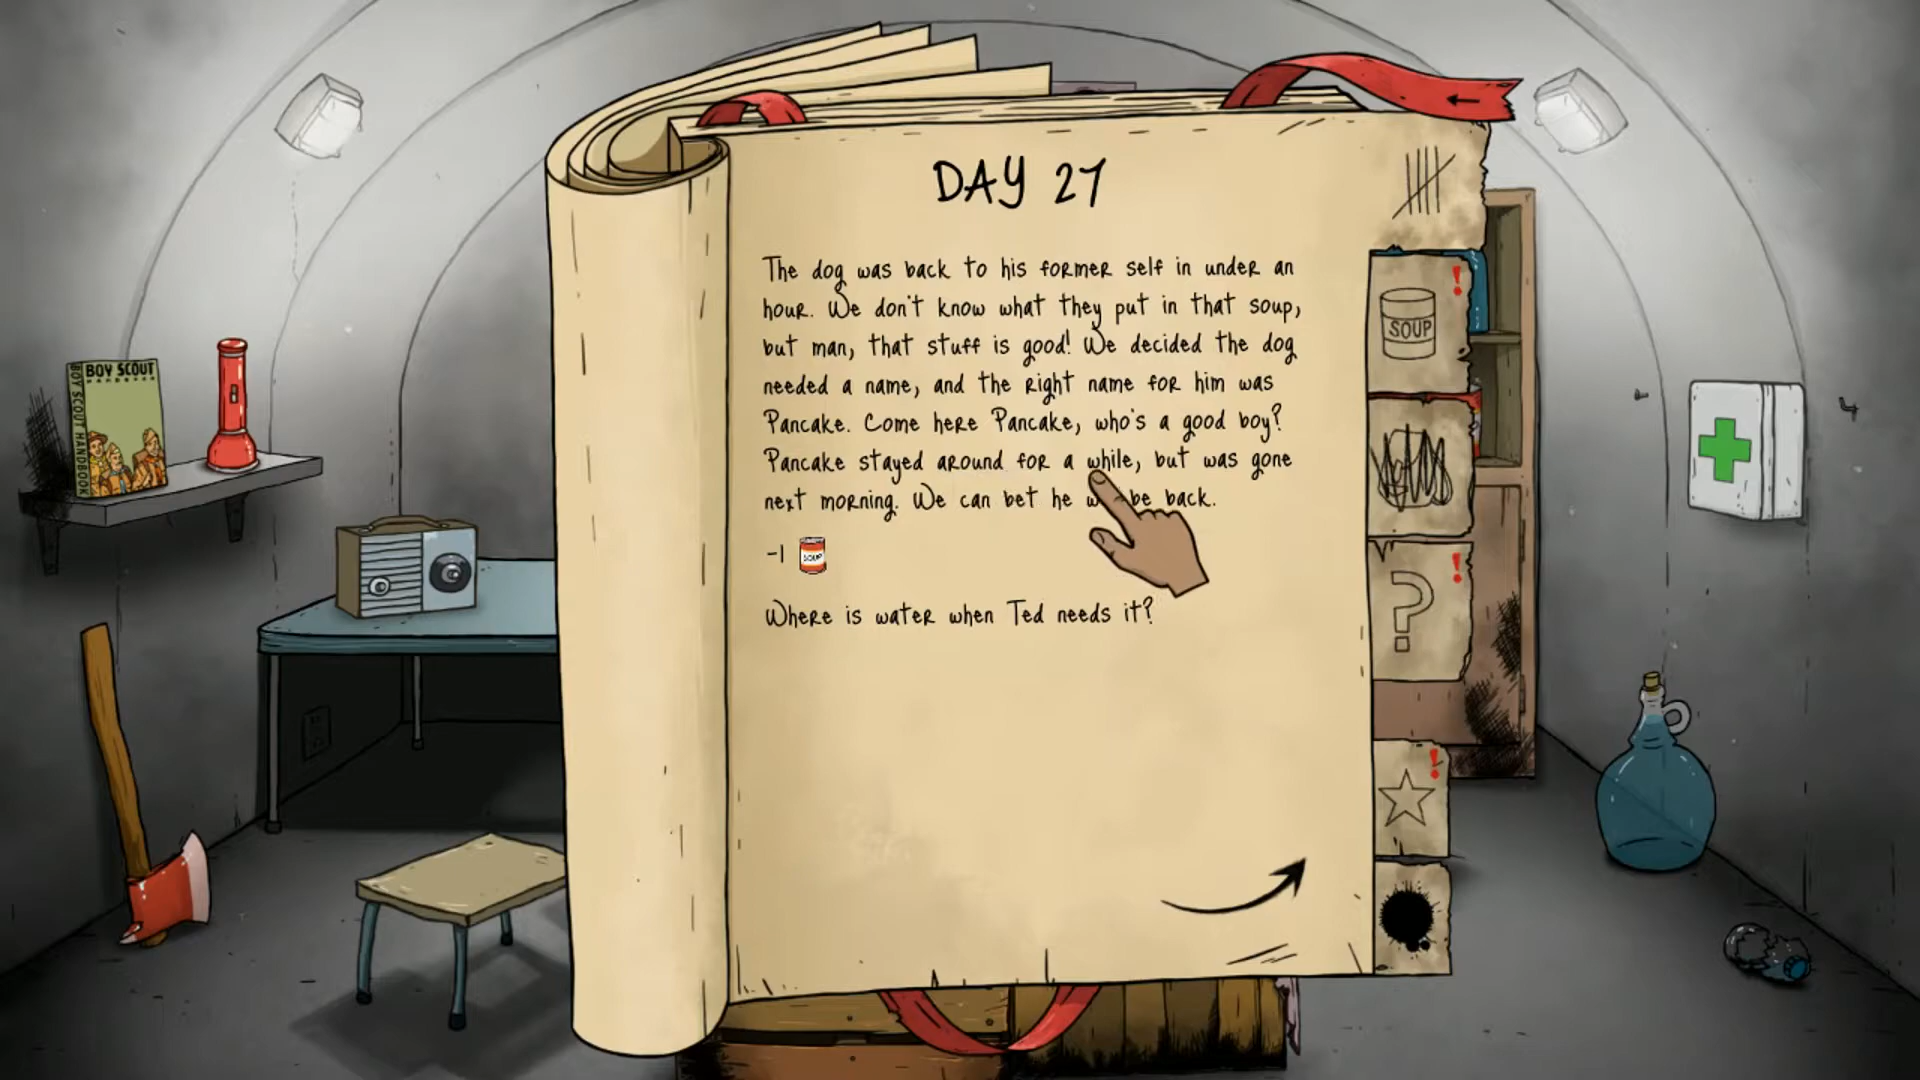 DAY 27
The dog was back to his former self in under an
hour. We don't know what they put in that soup,
but man, that stuff is good! We decided the dog
needed a name, and the right name for him was
Pancake. Come here Pancake, who's a good boy?
Pancake stayed around for a while, but was gone
next morning. We can bet he be back.
-1 SOUP
Where is water when Ted needs it?
SOUP
!
?
!
!
BOY SCOUT
HANDBOOK
BOY SCOUT HANDBOOK